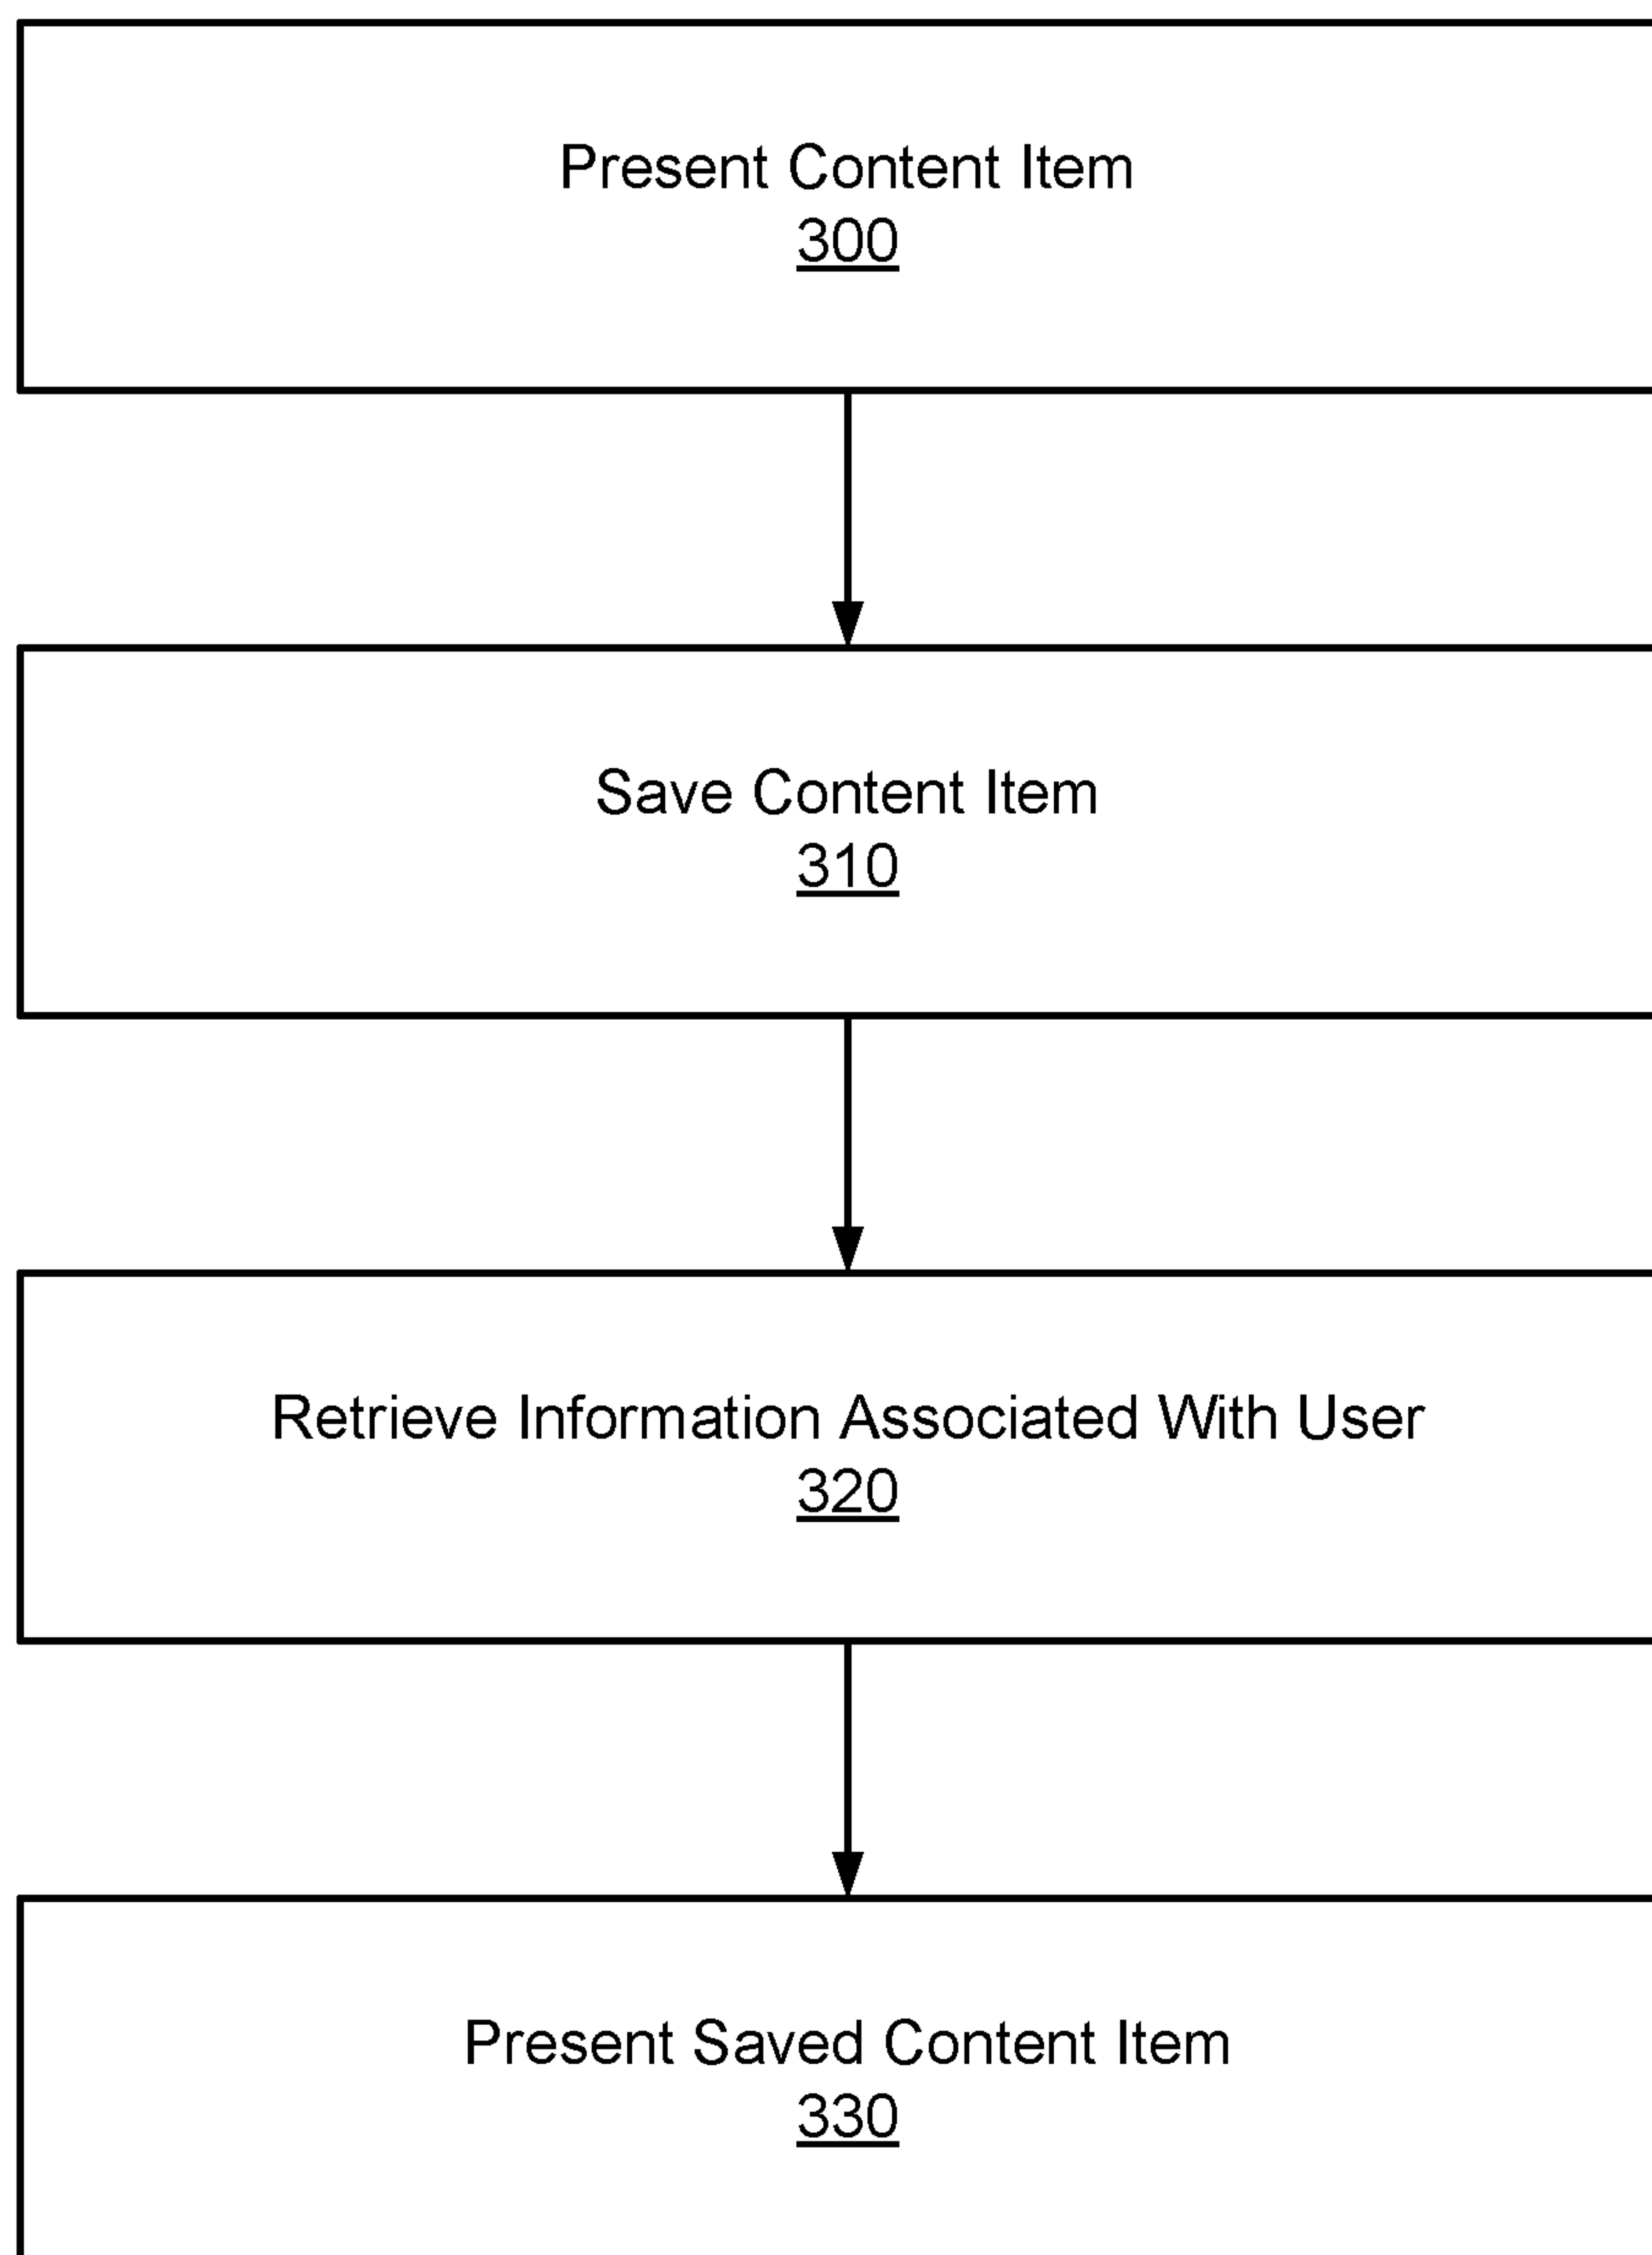 Present Content Item
300
Save Content Item
310
Retrieve Information Associated With User
320
Present Saved Content Item
330